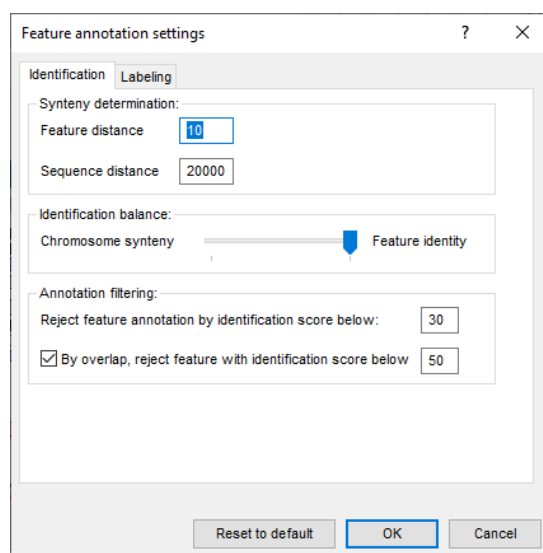 Feature annotation settings ?
Identification Labeling
Synteny determination:
Feature distance 10
Sequence distance 20000
Identification balance:
Chromosome synteny Feature identity
Annotation filtering:
Reject feature annotation by identification score below: 30
By overlap, reject feature with identification score below 50
Reset to default OK Cancel